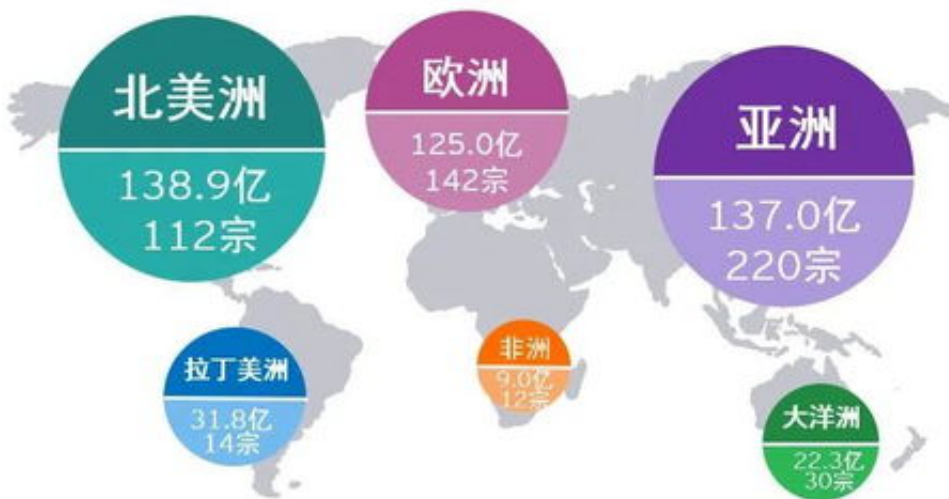 北美洲
138.9亿
112宗
欧洲
125.0亿
142宗
亚洲
137.0亿
220宗
拉丁美洲
31.8亿
14宗
非洲
9.0亿
12宗
大洋洲
22.3亿
30宗